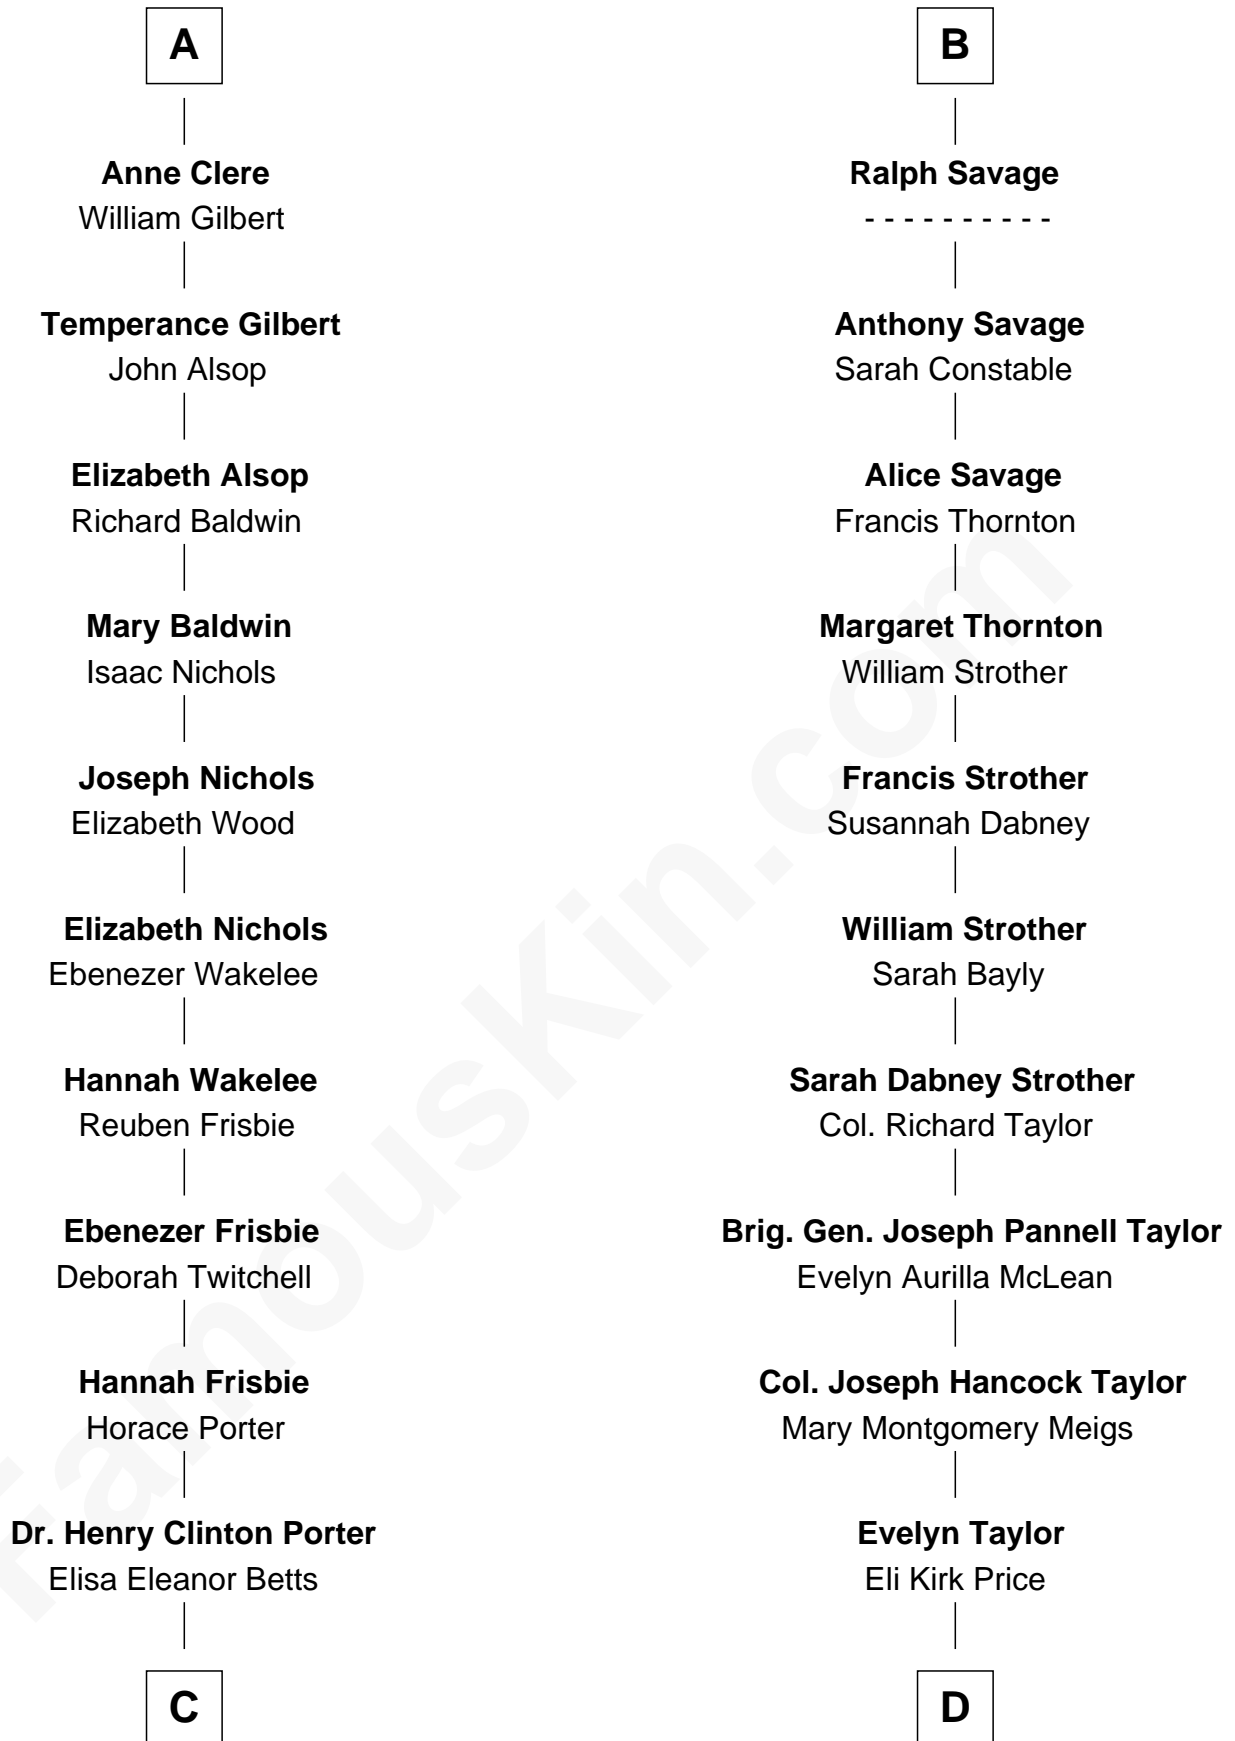 A
Anne Clere
William Gilbert
Temperance Gilbert
John Alsop
Elizabeth Alsop
Richard Baldwin
Mary Baldwin
Isaac Nichols
Joseph Nichols
Elizabeth Wood
Elizabeth Nichols
Ebenezer Wakelee
Hannah Wakelee
Reuben Frisbie
Ebenezer Frisbie
Deborah Twitchell
Hannah Frisbie
Horace Porter
Dr. Henry Clinton Porter
Elisa Eleanor Betts
C
B
Ralph Savage
- - - - - - - - - -
Anthony Savage
Sarah Constable
Alice Savage
Francis Thornton
Margaret Thornton
William Strother
Francis Strother
Susannah Dabney
William Strother
Sarah Bayly
Sarah Dabney Strother
Col. Richard Taylor
Brig. Gen. Joseph Pannell Taylor
Evelyn Aurilla McLean
Col. Joseph Hancock Taylor
Mary Montgomery Meigs
Evelyn Taylor
Eli Kirk Price
D
FamousKin.com